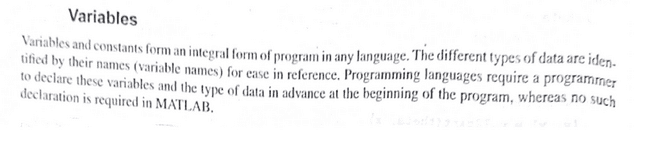 Variables
Variables and constants form an integral form of program in any language. The different types of data are iden-
tified by their names (variable names) for ease in reference. Programming languages require a programmer
to declare these variables and the type of data in advance at the beginning of the program, whereas no such
declaration is required in MATLAB.